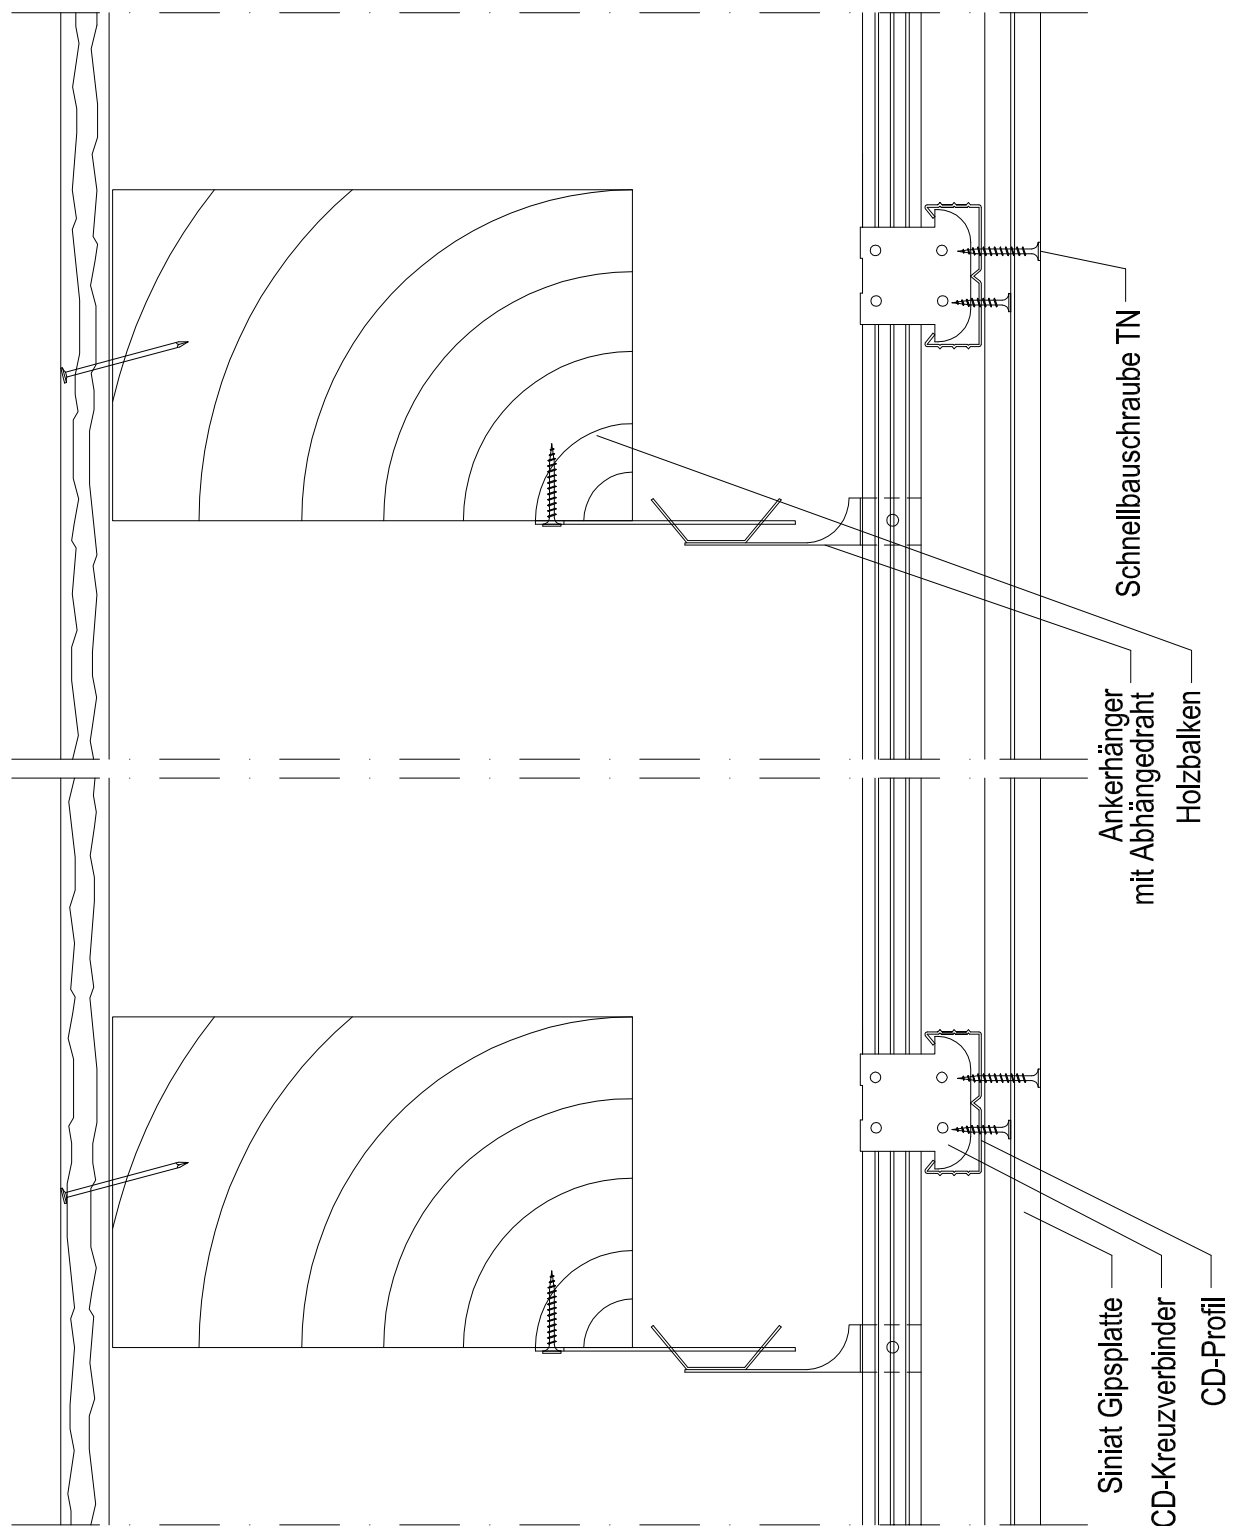 Siniat Gipsplatte
CD-Kreuzverbinder
CD-Profil
Ankerhänger
mit Abhängedraht
Holzbalken
Schnellbauschraube TN